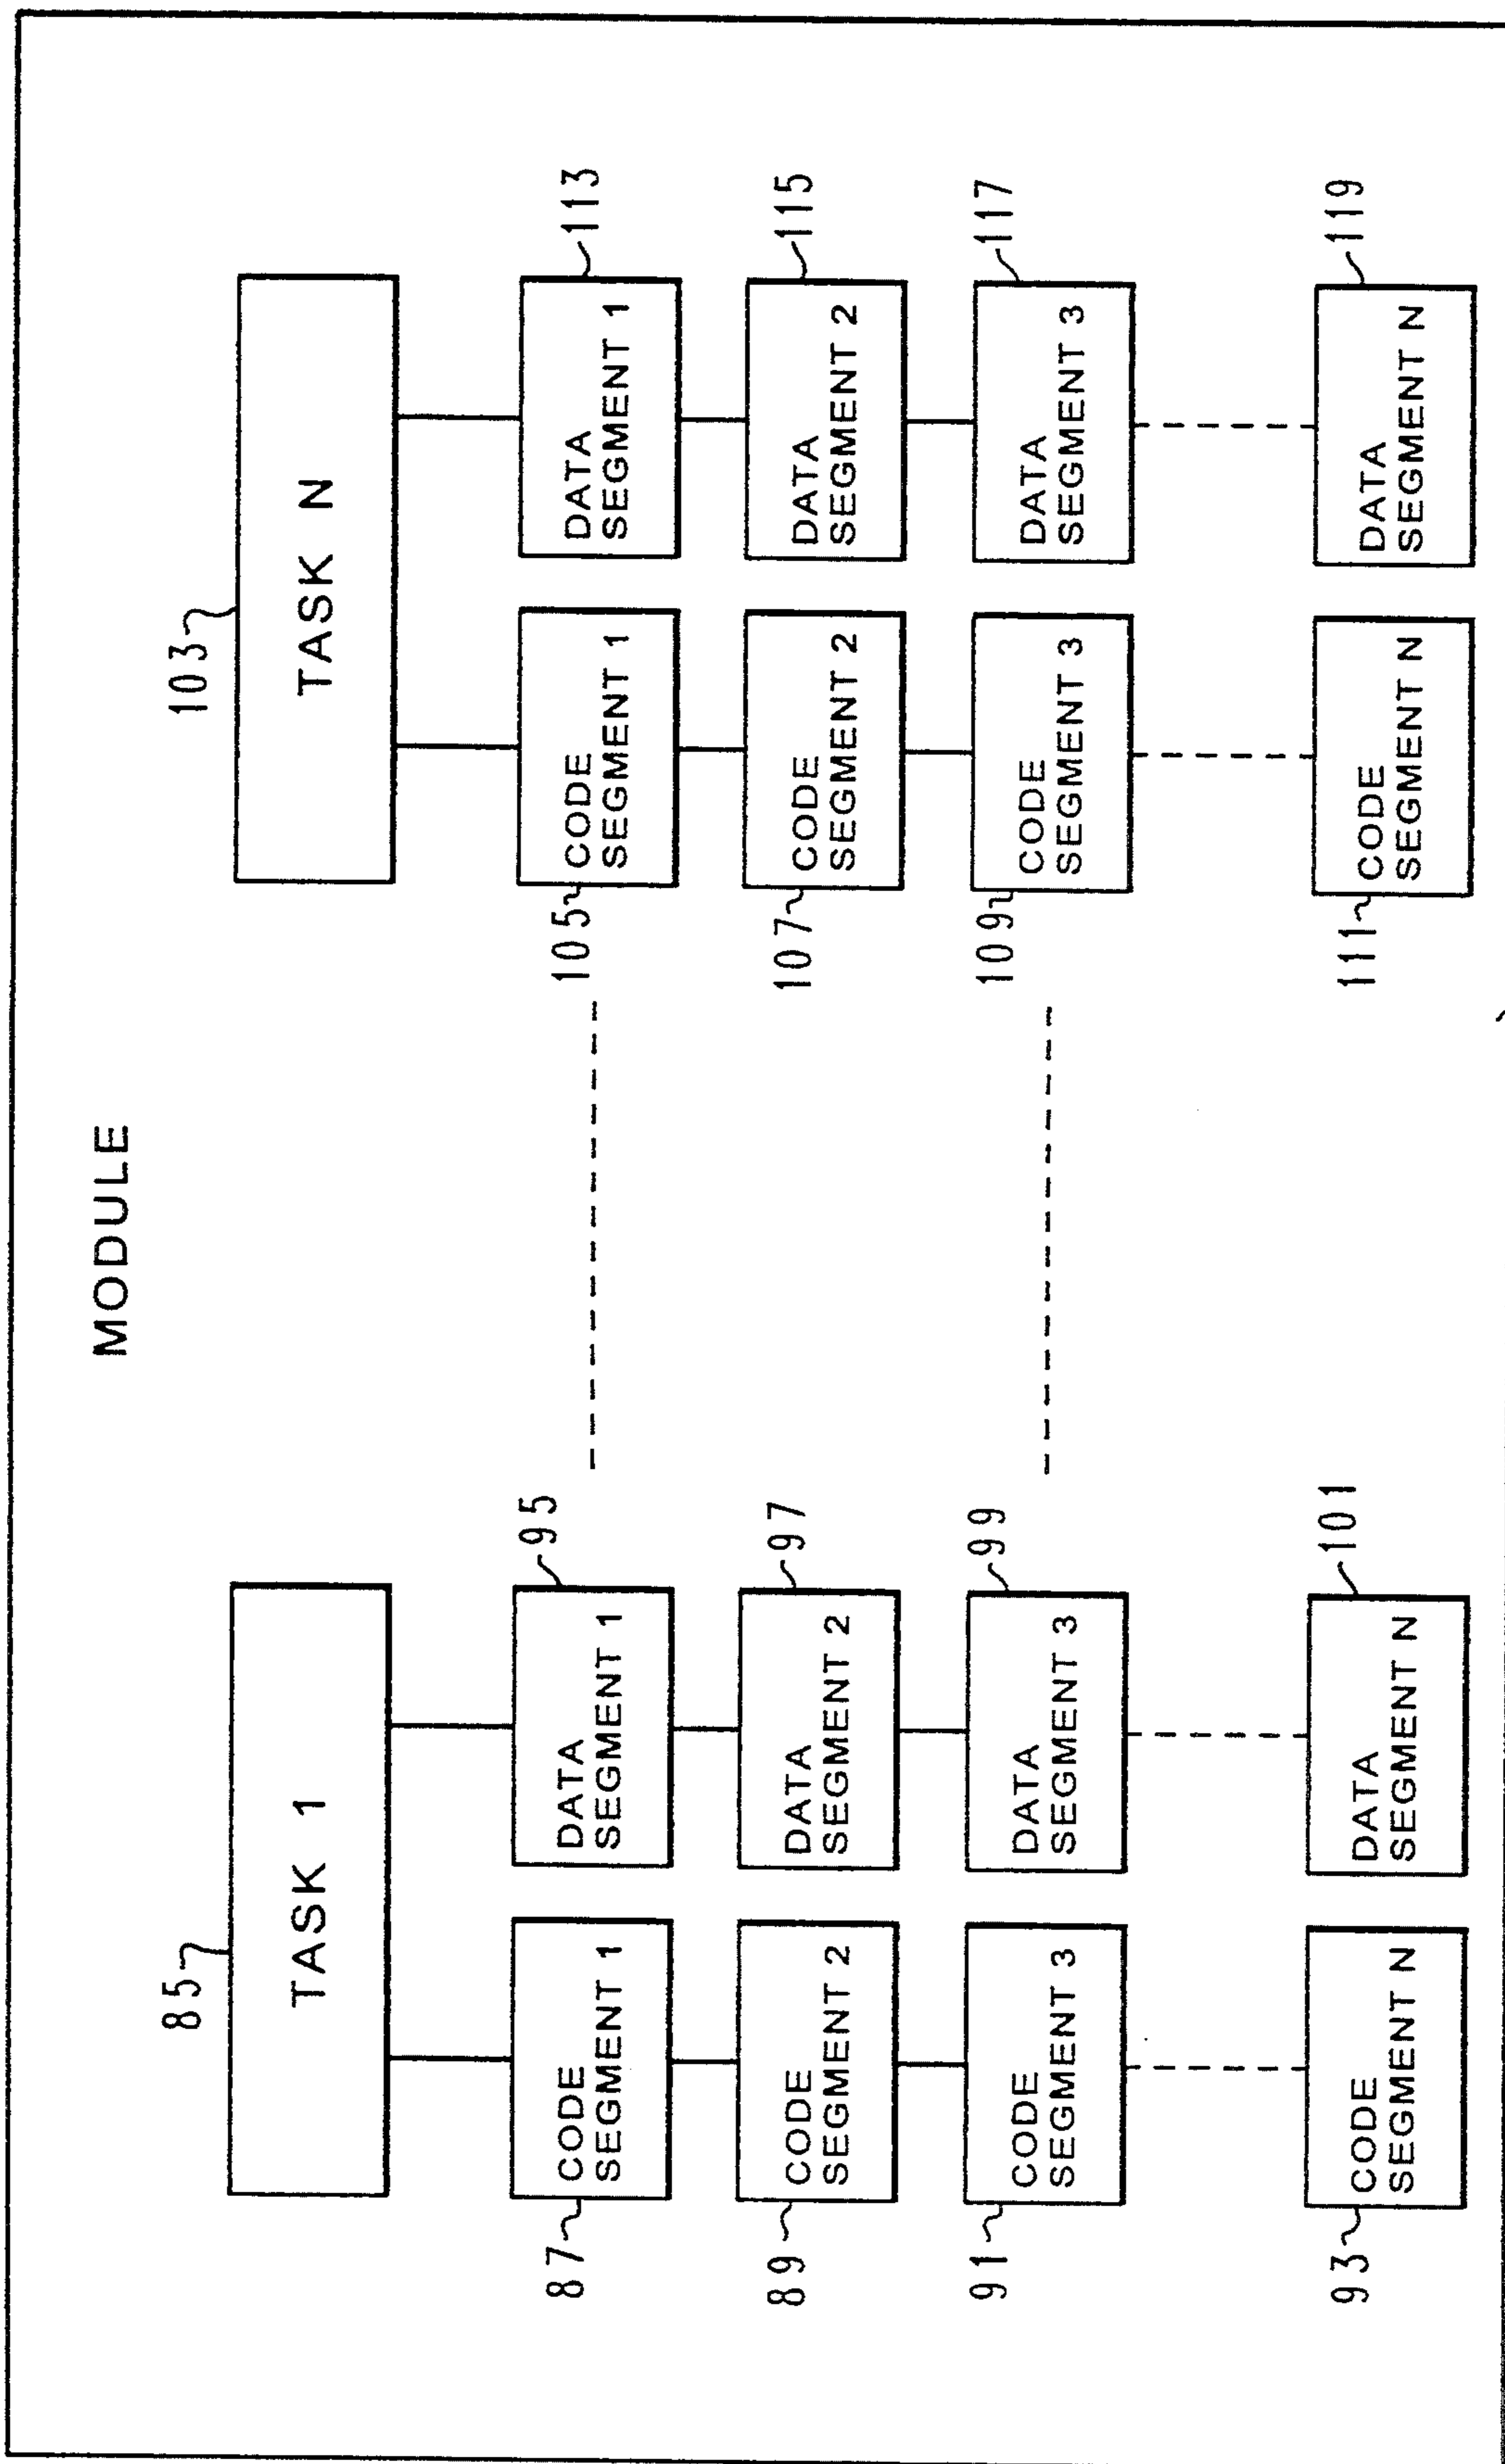 MODULE
85
TASK 1
103
TASK N
87
CODE
SEGMENT 1
DATA
SEGMENT 1
95
105
CODE
SEGMENT 1
DATA
SEGMENT 1
113
89
CODE
SEGMENT 2
DATA
SEGMENT 2
97
107
CODE
SEGMENT 2
DATA
SEGMENT 2
115
91
CODE
SEGMENT 3
DATA
SEGMENT 3
99
109
CODE
SEGMENT 3
DATA
SEGMENT 3
117
93
CODE
SEGMENT N
DATA
SEGMENT N
101
111
CODE
SEGMENT N
DATA
SEGMENT N
119